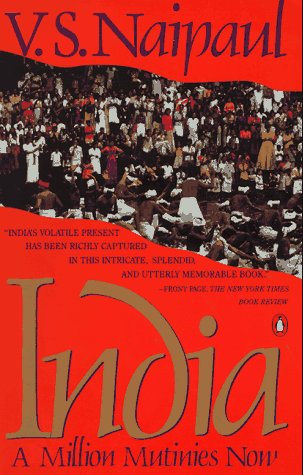 V. S. Naipaul
"INDIA'S VOLATILE PRESENT
HAS BEEN RICHLY CAPTURED
IN THIS INTRICATE, SPLENDID,
AND UTTERLY MEMORABLE BOOK."
—FRONT PAGE, THE NEW YORK TIMES
BOOK REVIEW
India
A Million Mutinies Now